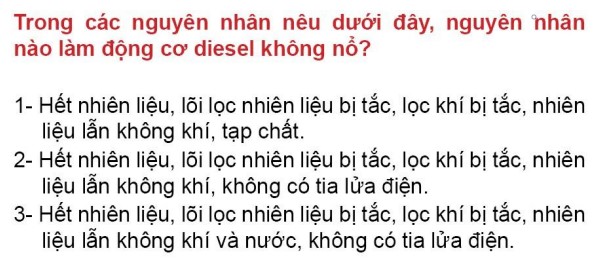 Trong các nguyên nhân nêu dưới đây, nguyên nhân
nào làm động cơ diesel không nổ?
1- Hết nhiên liệu, lõi lọc nhiên liệu bị tắc, lọc khí bị tắc, nhiên
liệu lẫn không khí, tạp chất.
2- Hết nhiên liệu, lõi lọc nhiên liệu bị tắc, lọc khí bị tắc, nhiên
liệu lẫn không khí, không có tia lửa điện.
3- Hết nhiên liệu, lõi lọc nhiên liệu bị tắc, lọc khí bị tắc, nhiên
liệu lẫn không khí và nước, không có tia lửa điện.